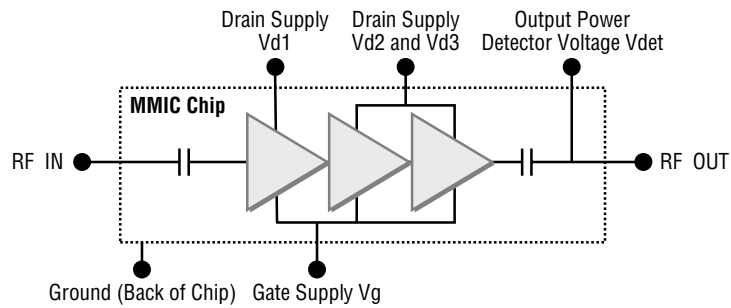 Drain Supply
Vd1
Drain Supply
Vd2 and Vd3
Output Power
Detector Voltage Vdet
MMIC Chip
RF IN
RF OUT
Ground (Back of Chip)
Gate Supply Vg